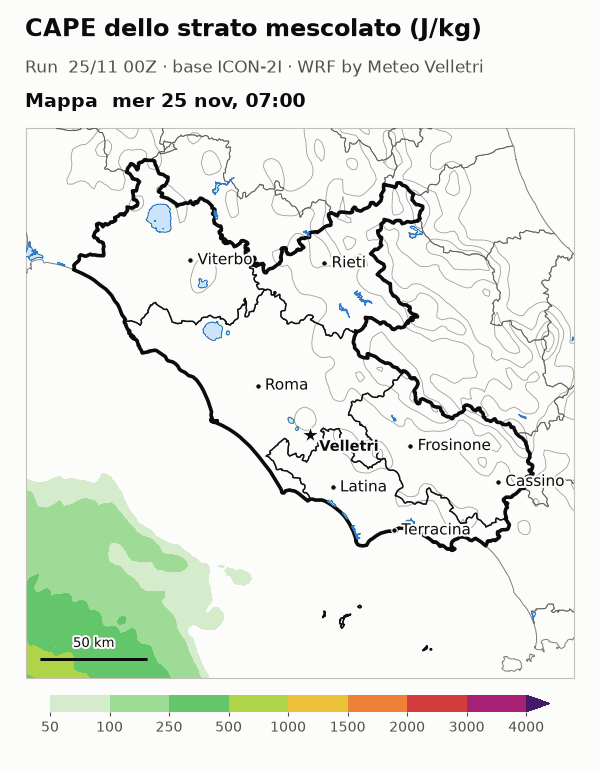 CAPE dello strato mescolato (J/kg)
Run  25/11 00Z · base ICON-2I · WRF by Meteo Velletri
Mappa  mer 25 nov, 07:00
Viterbo
Rieti
Roma
Velletri
Frosinone
Latina
Cassino
Terracina
50 km
50 100 250 500 1000 1500 2000 3000 4000